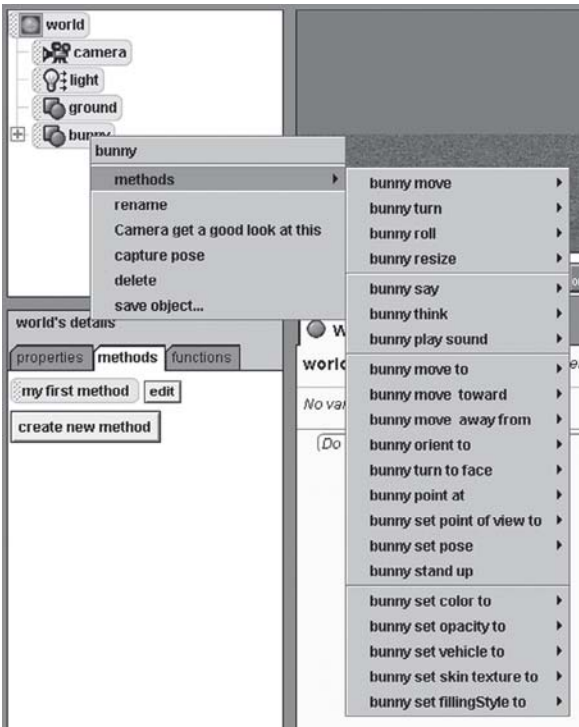 world
camera
light
ground
bunny
bunny
methods
rename
Camera get a good look at this
capture pose
delete
save object...
bunny move
bunny turn
bunny roll
bunny resize
bunny say
bunny think
bunny play sound
bunny move to
bunny move toward
bunny move away from
bunny orient to
bunny turn to face
bunny point at
bunny set point of view to
bunny set pose
bunny stand up
bunny set color to
bunny set opacity to
bunny set vehicle to
bunny set skin texture to
bunny set fillingStyle to
world's details
properties methods functions
my first method edit
create new method
Do